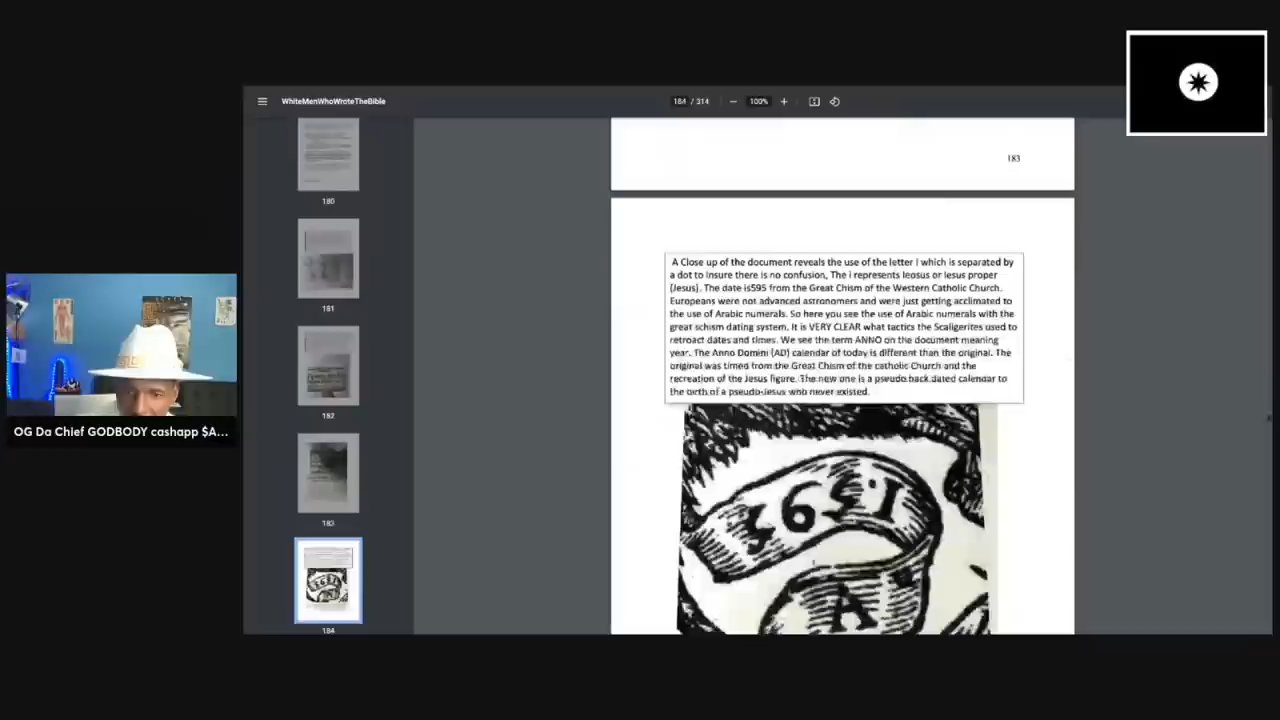 WhiteMenWhoWroteTheBible
184 / 314
100%
180
181
182
183
184
183
A Close up of the document reveals the use of the letter I which is separated by
a dot to insure there is no confusion, The i represents Ieosus or Iesus proper
(Jesus). The date is595 from the Great Chism of the Western Catholic Church.
Europeans were not advanced astronomers and were just getting acclimated to
the use of Arabic numerals. So here you see the use of Arabic numerals with the
great schism dating system. It is VERY CLEAR what tactics the Scaligerites used to
retroact dates and times. We see the term ANNO on the document meaning
year. The Anno Domini (AD) calendar of today is different than the original. The
original was timed from the Great Chism of the catholic Church and the
recreation of the Jesus figure. The new one is a pseudo back dated calendar to
the birth of a pseudo-Jesus who never existed.
A
OG Da Chief GODBODY cashapp $A...